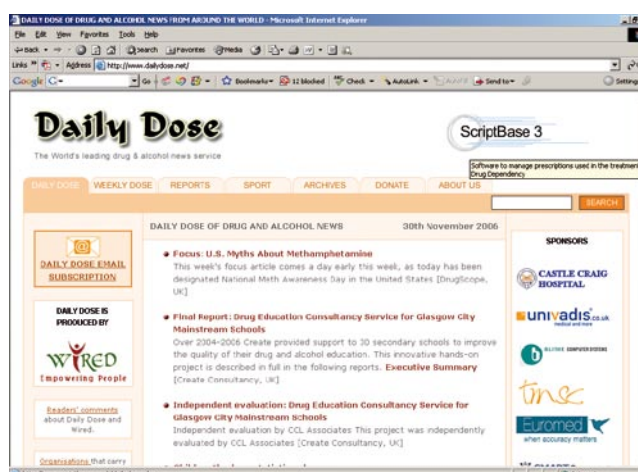 DAILY DOSE OF DRUG AND ALCOHOL NEWS FROM AROUND THE WORLD - Microsoft Internet Explorer
File Edit View Favorites Tools Help
Back Search Favorites Media
Links Address http://www.dailydose.net/
Google Go Bookmarks 12 blocked Check AutoLink Send to Settings
Daily Dose
The World's leading drug & alcohol news service
ScriptBase 3
Software to manage prescriptions used in the treatment
Drug Dependency
DAILY DOSE WEEKLY DOSE REPORTS SPORT ARCHIVES DONATE ABOUT US
SEARCH
DAILY DOSE EMAIL
SUBSCRIPTION
DAILY DOSE IS
PRODUCED BY
WIRED
Empowering People
Readers' comments
about Daily Dose and
Wired.
Organisations that carry
DAILY DOSE OF DRUG AND ALCOHOL NEWS 30th November 2006
Focus: U.S. Myths About Methamphetamine
This week's focus article comes a day early this week, as today has been
designated National Meth Awareness Day in the United States [DrugScope,
UK]
Final Report: Drug Education Consultancy Service for Glasgow City
Mainstream Schools
Over 2004-2006 Create provided support to 30 secondary schools to improve
the quality of their drug and alcohol education. This innovative hands-on
project is described in full in the following reports. Executive Summary
[Create Consultancy, UK]
Independent evaluation: Drug Education Consultancy Service for
Glasgow City Mainstream Schools
Independent evaluation by CCL Associates This project was independently
evaluated by CCL Associates [Create Consultancy, UK]
SPONSORS
CASTLE CRAIG
HOSPITAL
univadis.co.uk
medical and more
COMPUTER SYSTEMS
Euromed
when accuracy matters